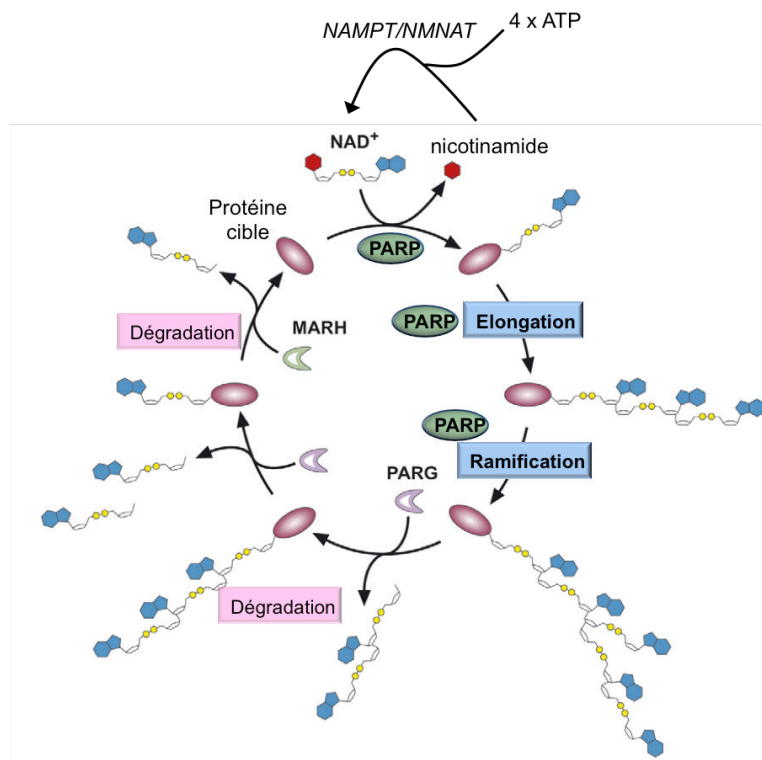 NAMPT/NMNAT
4 x ATP
NAD+
nicotinamide
Protéine
cible
PARP
PARP
Elongation
Dégradation
MARH
PARP
Ramification
PARG
Dégradation